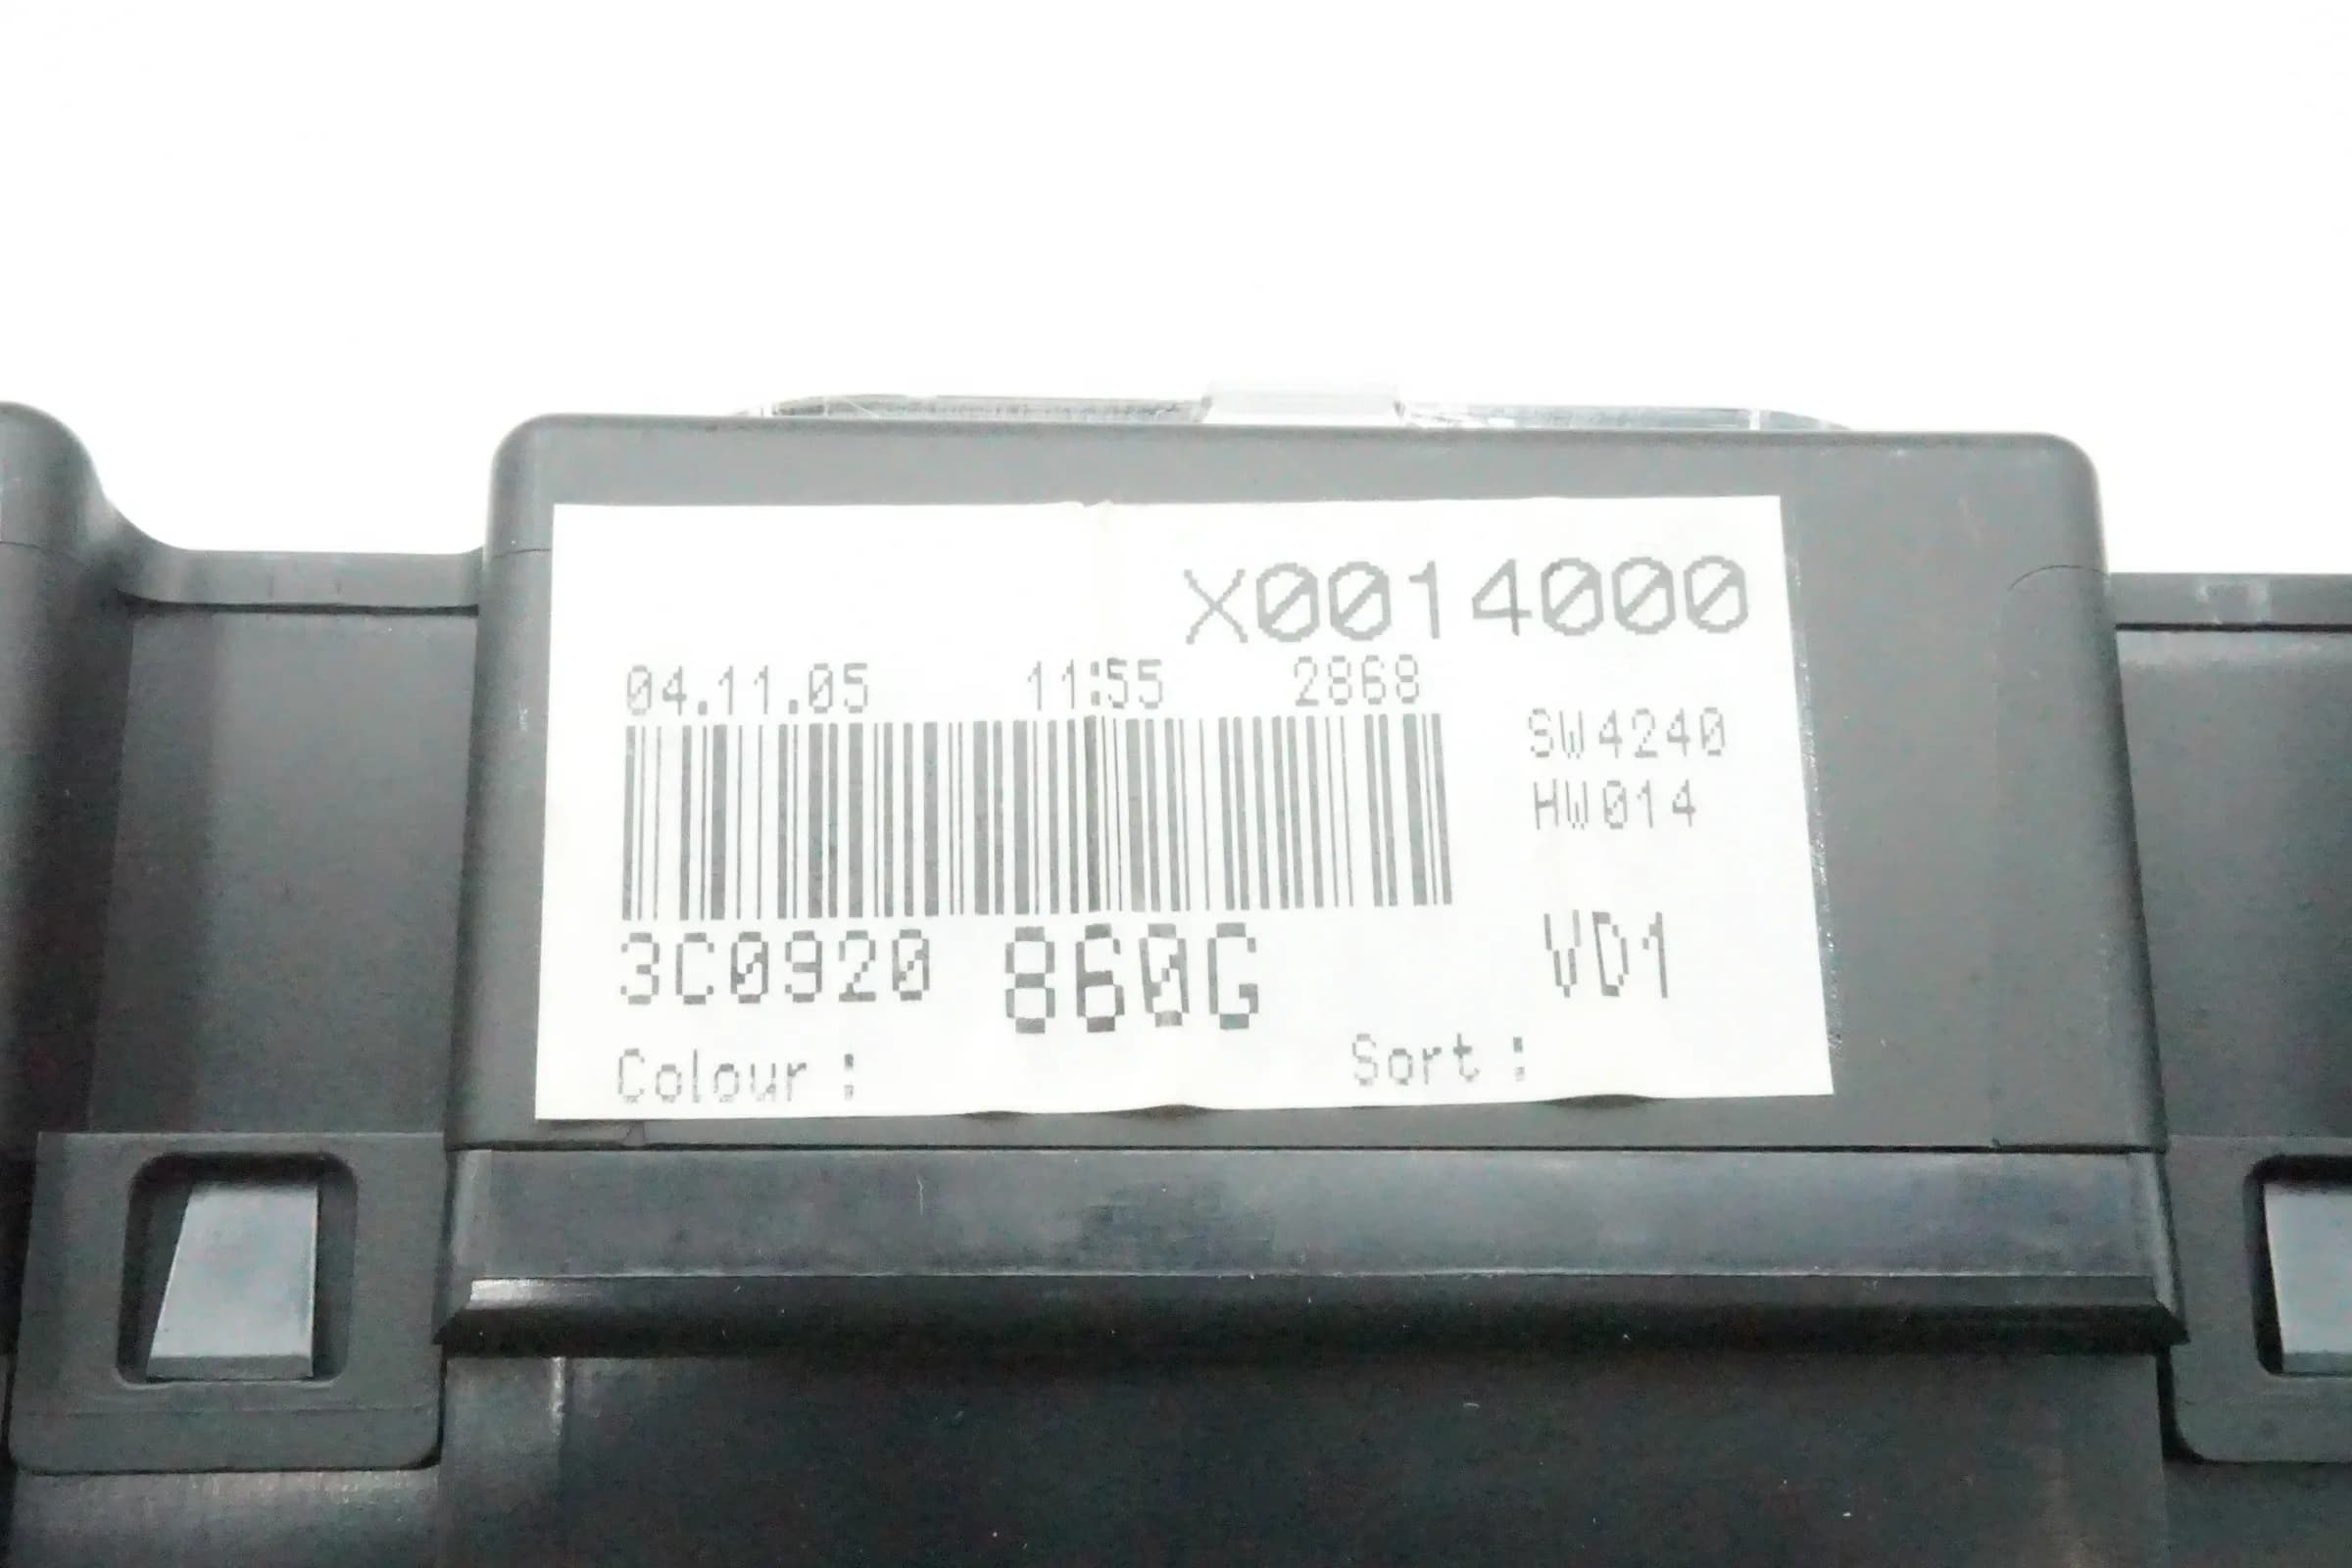 X0014000
04.11.05 11:55 2868
SW4240
HW014
3C0920 860G VD1
Colour : Sort :